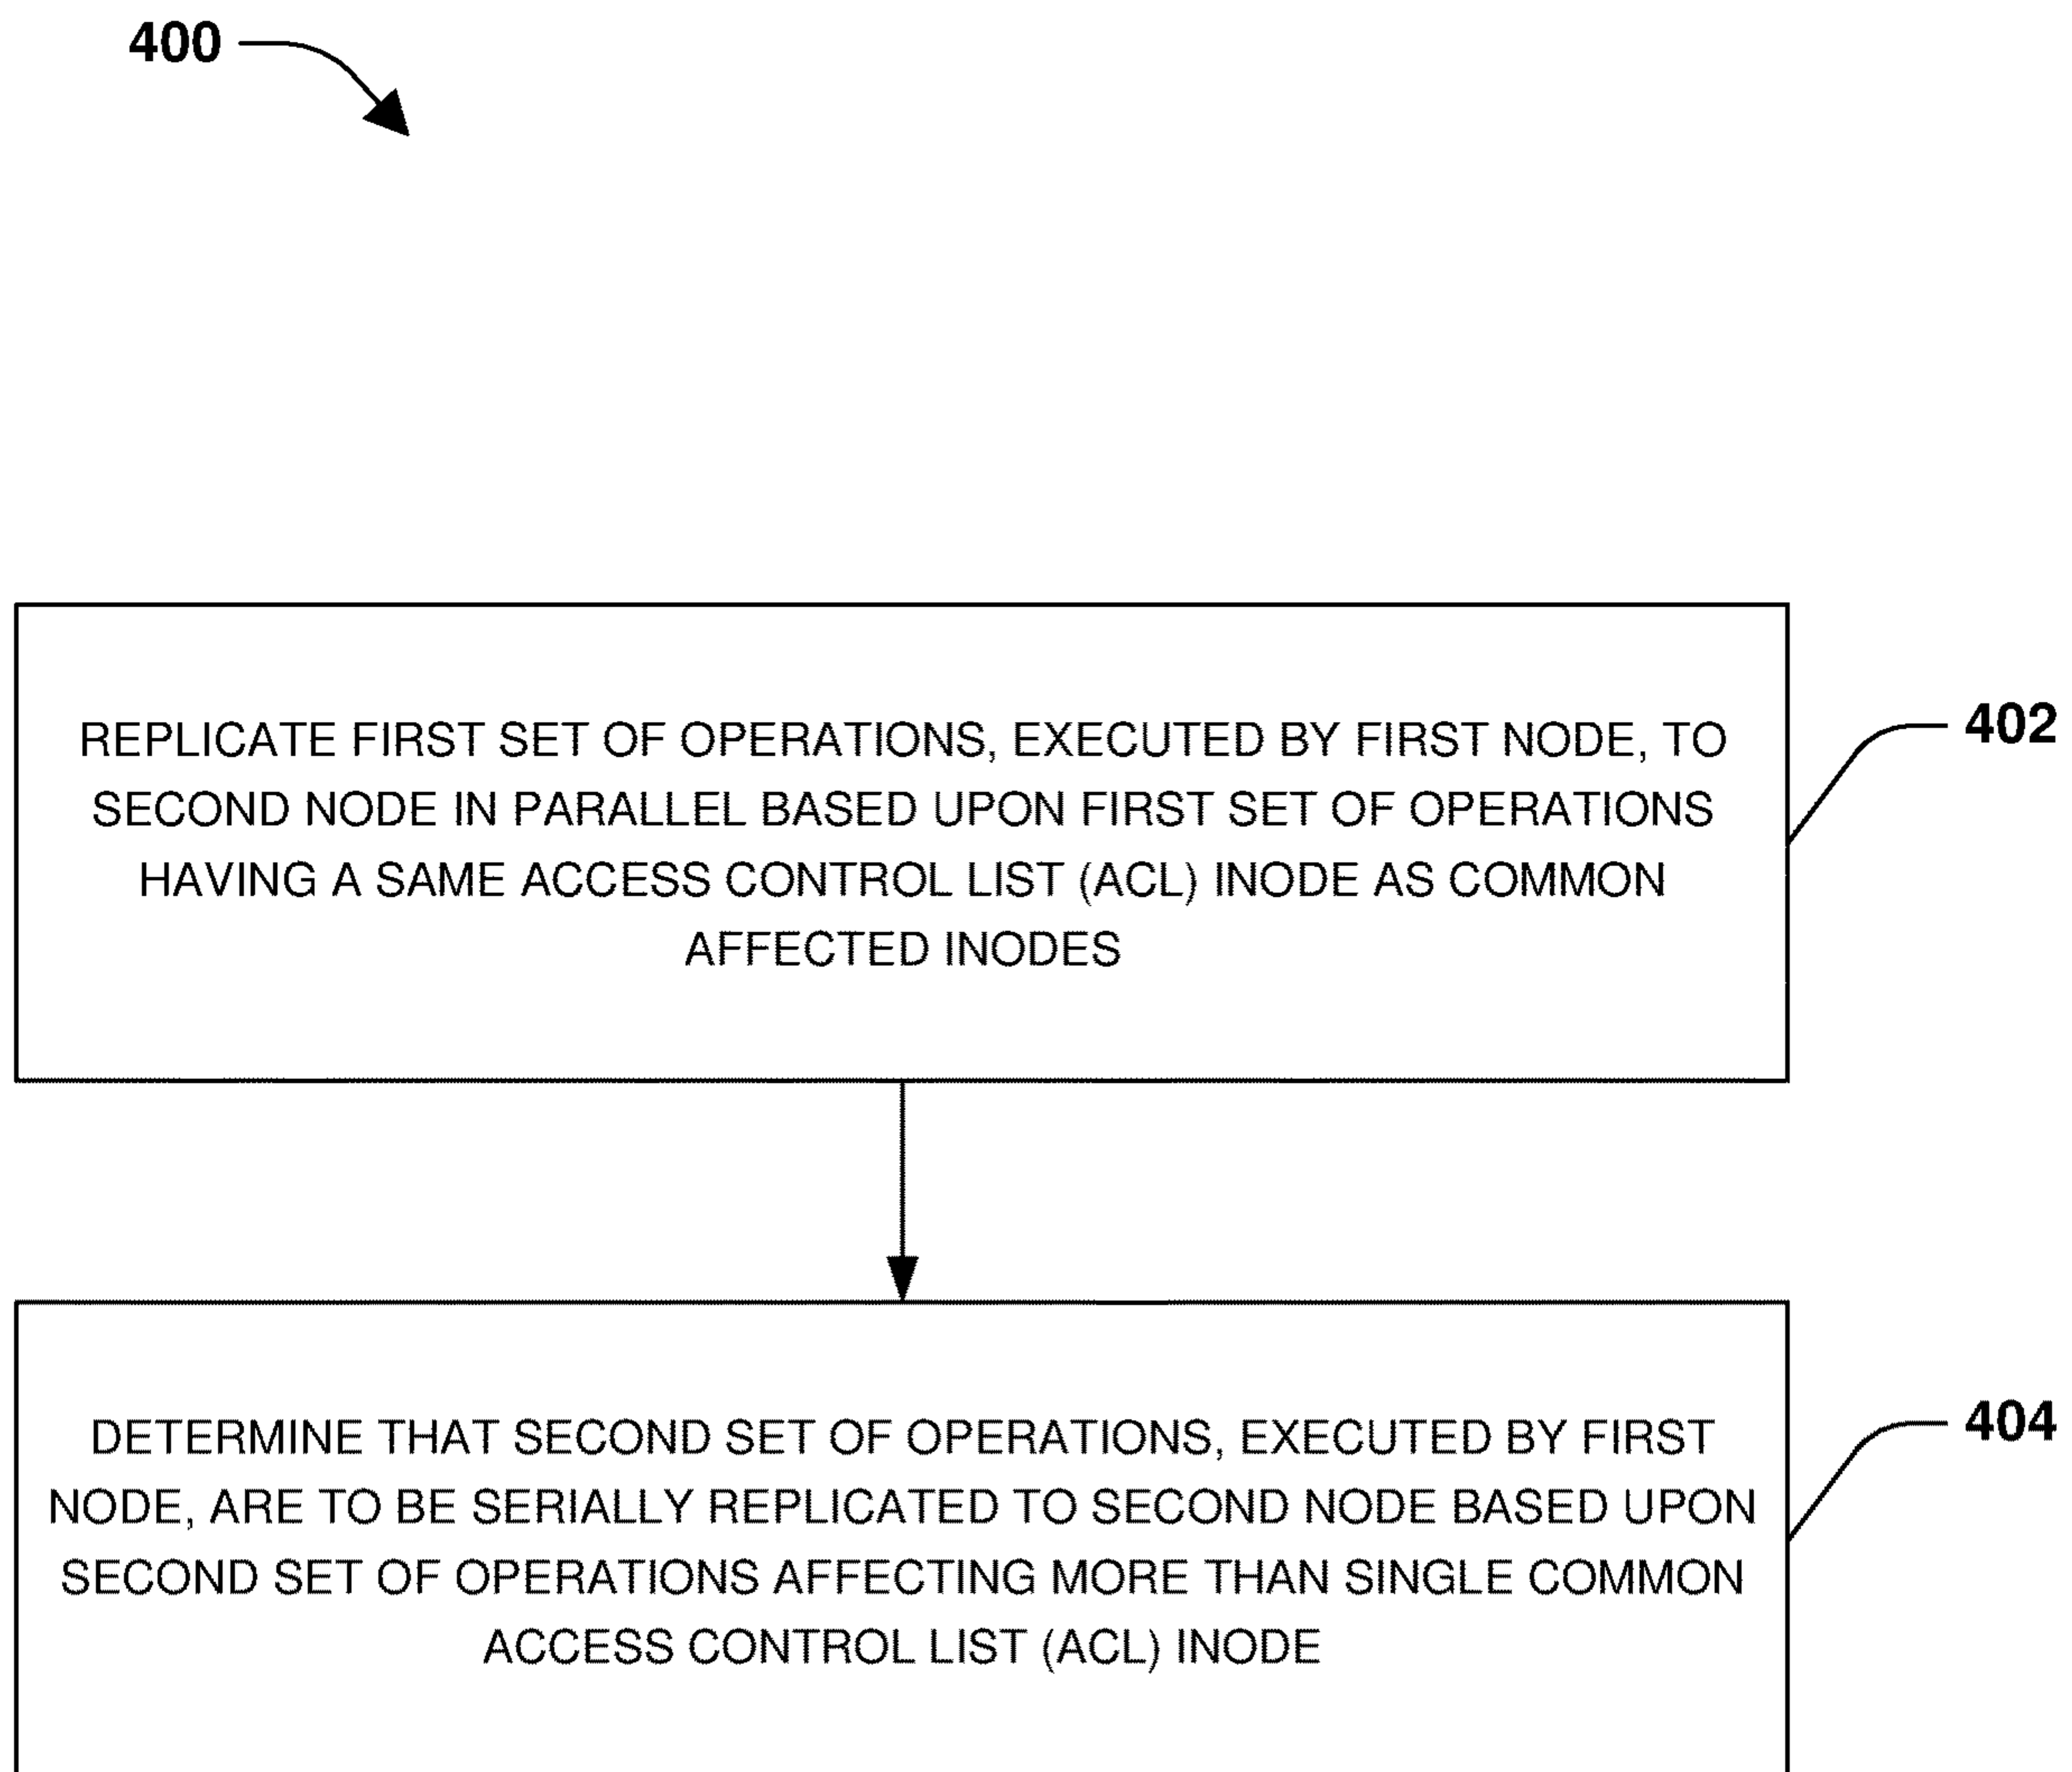 400
REPLICATE FIRST SET OF OPERATIONS, EXECUTED BY FIRST NODE, TO
SECOND NODE IN PARALLEL BASED UPON FIRST SET OF OPERATIONS
HAVING A SAME ACCESS CONTROL LIST (ACL) INODE AS COMMON
AFFECTED INODES
402
DETERMINE THAT SECOND SET OF OPERATIONS, EXECUTED BY FIRST
NODE, ARE TO BE SERIALLY REPLICATED TO SECOND NODE BASED UPON
SECOND SET OF OPERATIONS AFFECTING MORE THAN SINGLE COMMON
ACCESS CONTROL LIST (ACL) INODE
404